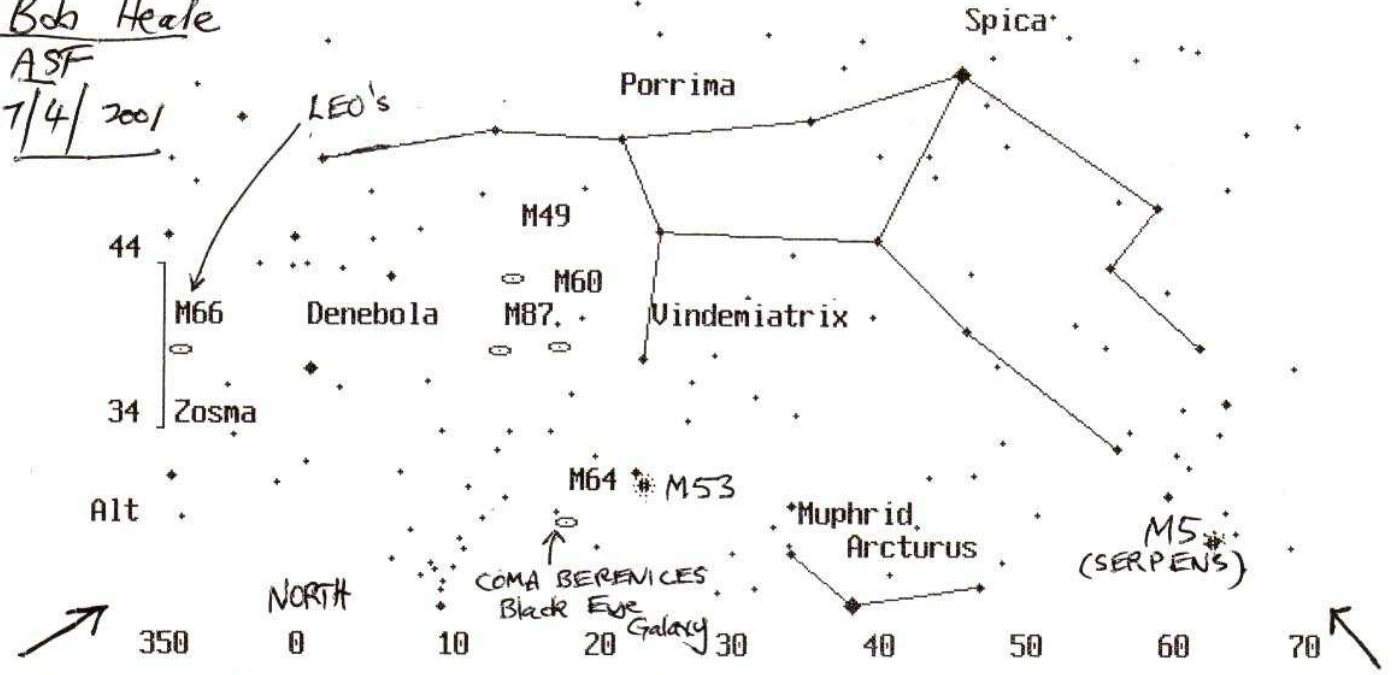 Bob Heale
ASF
7/4/2001
Spica
Porrima
LEO's
M49
44
M60
M66
Denebola
M87
Vindemiatrix
34
Zosma
M64
M53
Alt
Muphrid
M5
Arcturus
(SERPENS)
COMA BERENICES
NORTH
Black Eye
Galaxy
350 0 10 20 30 40 50 60 70